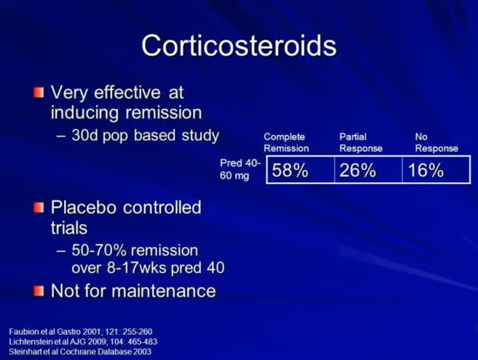 Corticosteroids
Very effective at
inducing remission
– 30d pop based study
Complete
Remission
Partial
Response
No
Response
Pred 40-
60 mg
58%
26%
16%
Placebo controlled
trials
– 50-70% remission
over 8-17wks pred 40
Not for maintenance
Faubion et al Gastro 2001; 121: 255-260
Lichtenstein et al AJG 2009; 104: 465-483
Steinhart et al Cochrane Database 2003